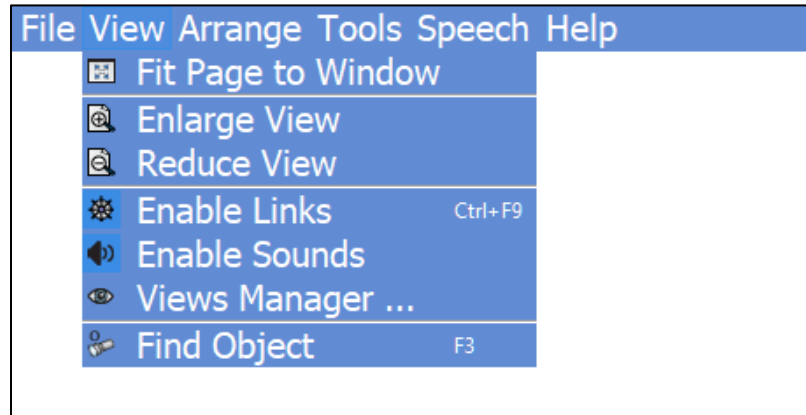 File View Arrange Tools Speech Help
Fit Page to Window
Enlarge View
Reduce View
Enable Links Ctrl+F9
Enable Sounds
Views Manager ...
Find Object F3